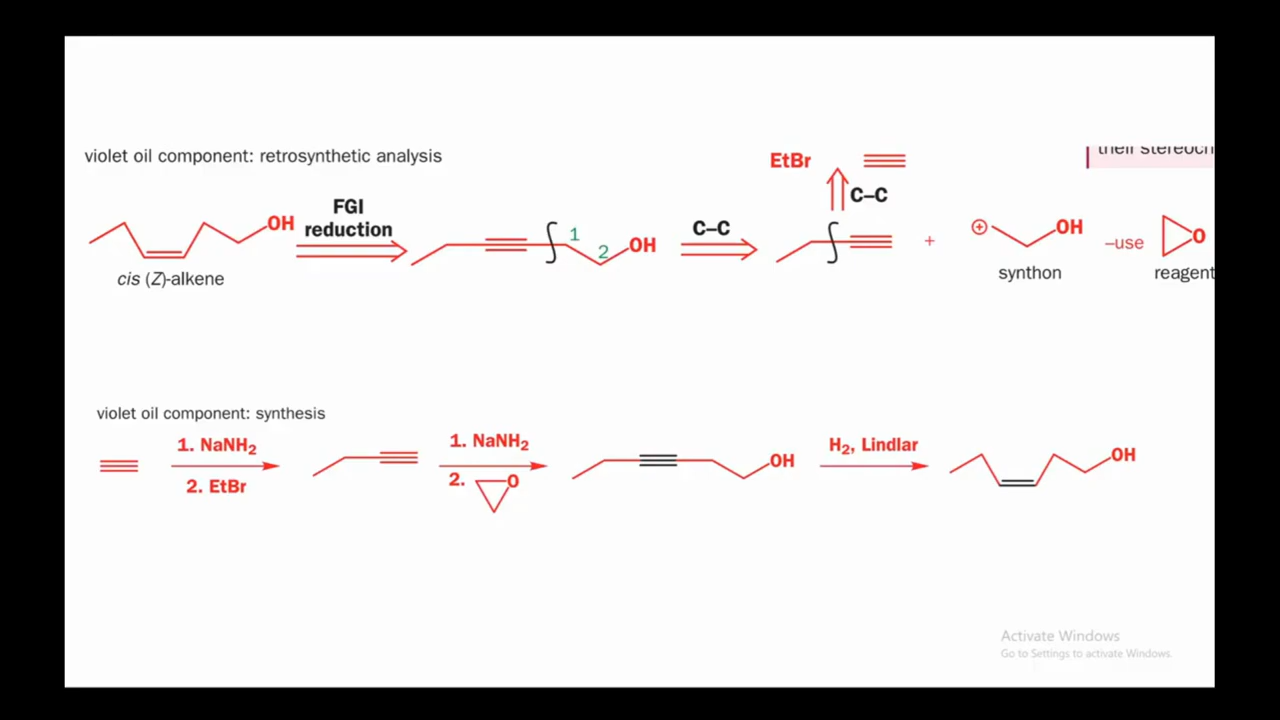 violet oil component: retrosynthetic analysis
OH
cis (Z)-alkene
FGI
reduction
1
2
OH
C–C
EtBr
C–C
+
⊕
OH
synthon
–use
O
reagent
their
violet oil component: synthesis
1. NaNH₂
2. EtBr
1. NaNH₂
2.
O
OH
H₂, Lindlar
OH
Activate Windows
Go to Settings to activate Windows.